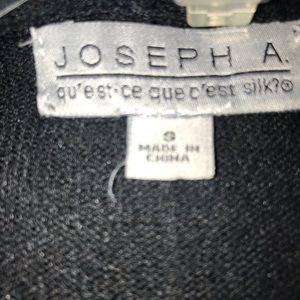 JOSEPH A.
qu'est-ce que c'est silk?®
S
MADE IN
CHINA